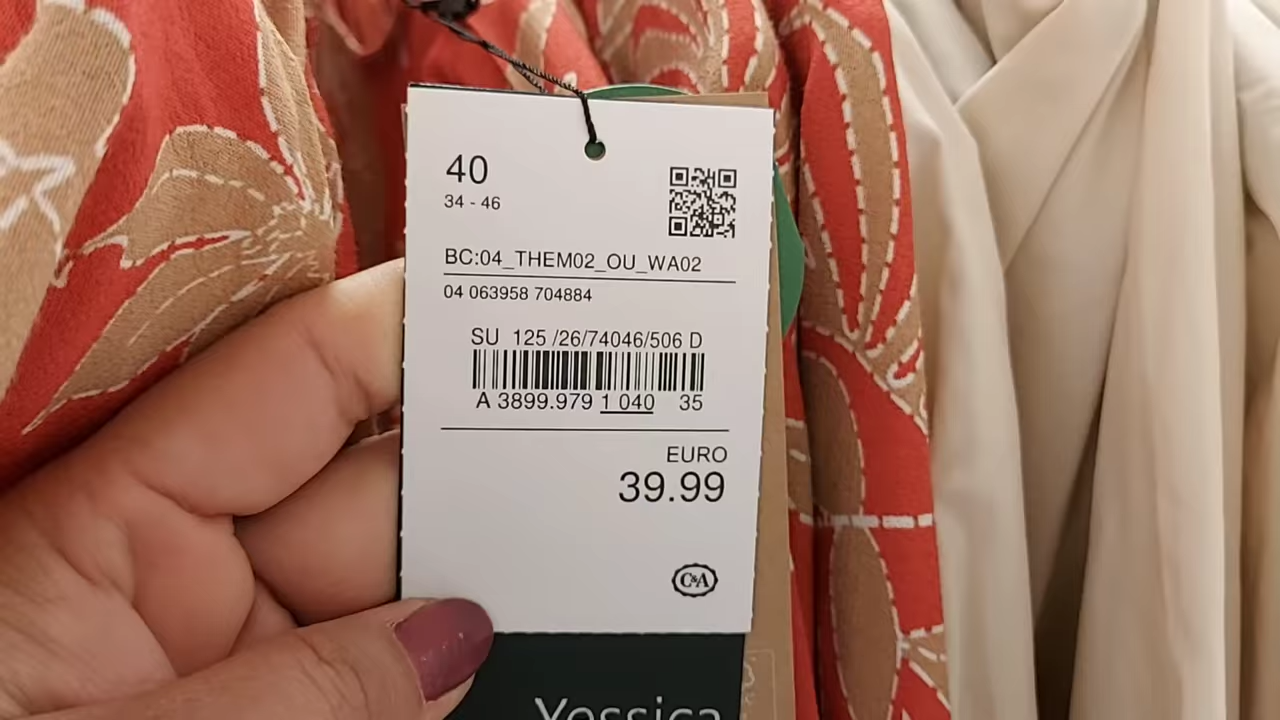 40
34 - 46
BC:04_THEM02_OU_WA02
04 063958 704884
SU 125 /26/74046/506 D
A 3899.979 1 040 35
EURO
39.99
C&A
Yessica